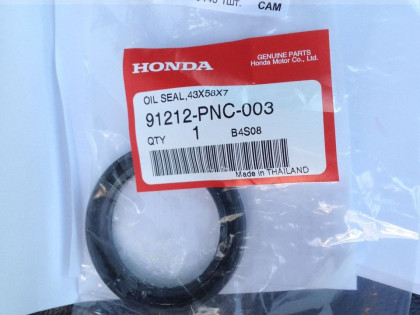 1шт.
CAM
HONDA
GENUINE PARTS
Honda Motor Co., Ltd.
OIL SEAL,43X58X7
91212-PNC-003
QTY 1 B4S08
Made in THAILAND